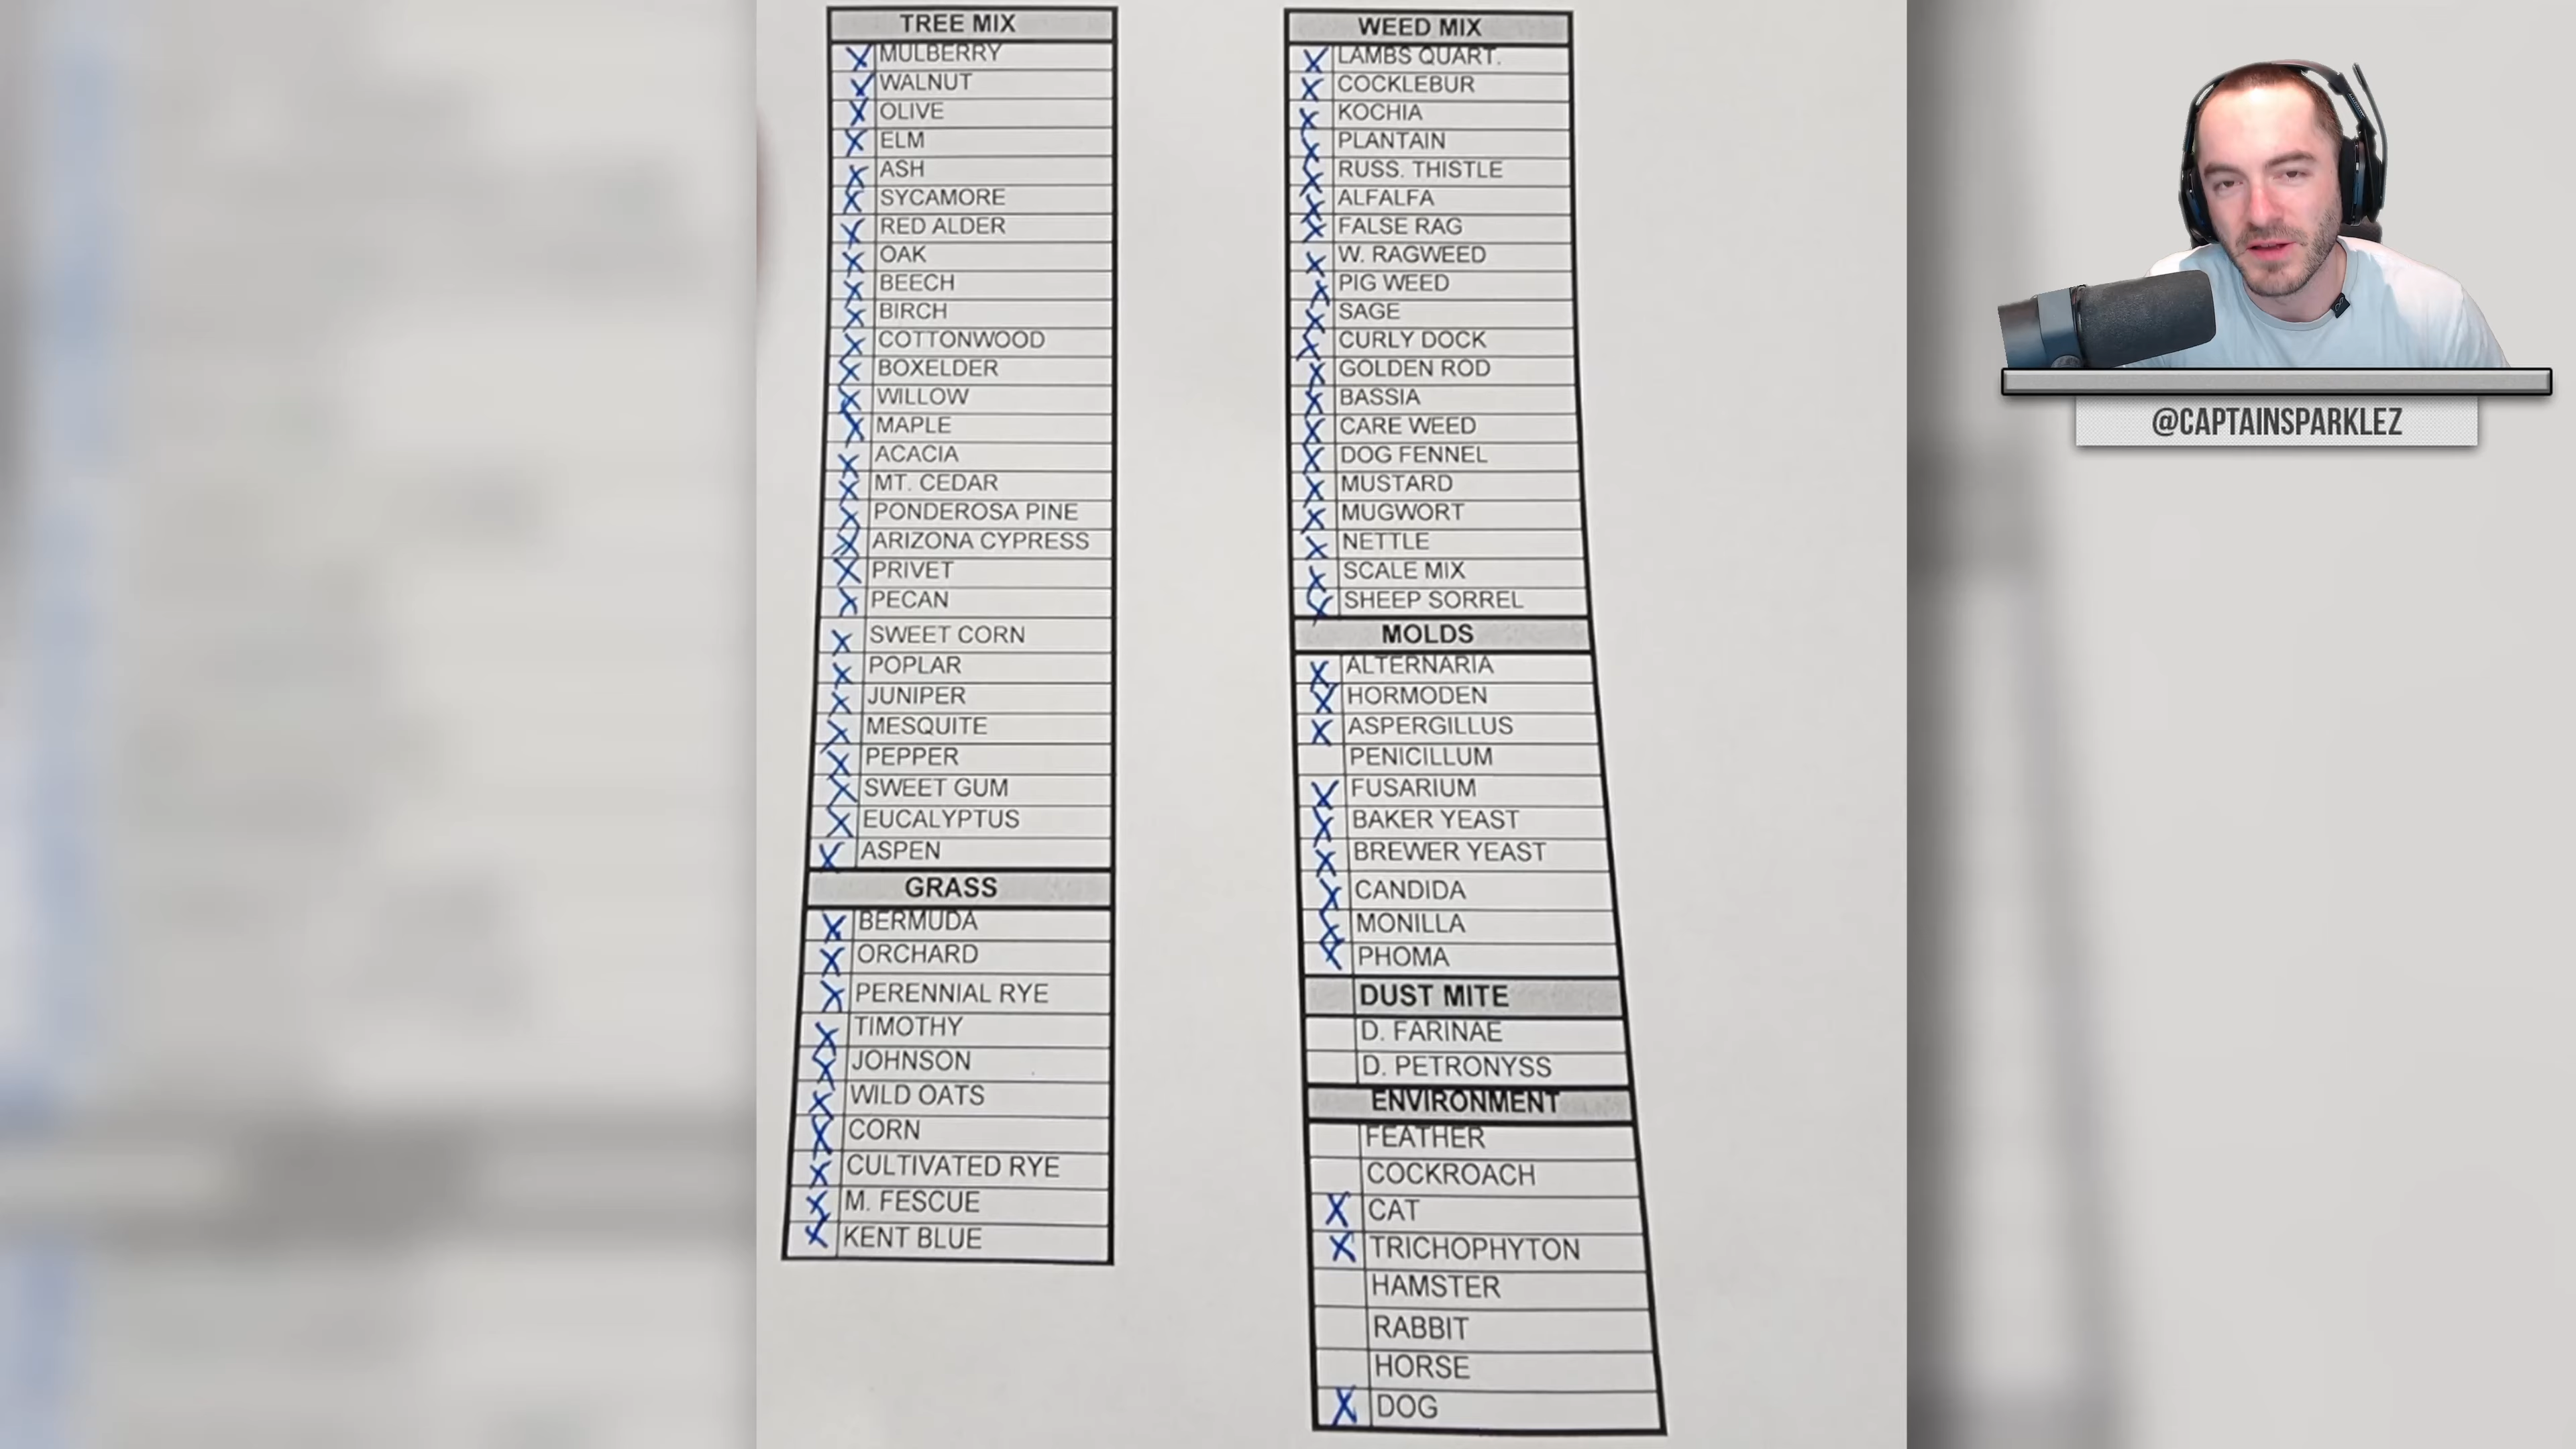 TREE MIX
X MULBERRY
X WALNUT
X OLIVE
X ELM
X ASH
X SYCAMORE
X RED ALDER
X OAK
X BEECH
X BIRCH
X COTTONWOOD
X BOXELDER
X WILLOW
X MAPLE
X ACACIA
X MT. CEDAR
X PONDEROSA PINE
X ARIZONA CYPRESS
X PRIVET
X PECAN
X SWEET CORN
X POPLAR
X JUNIPER
X MESQUITE
X PEPPER
X SWEET GUM
X EUCALYPTUS
X ASPEN
GRASS
X BERMUDA
X ORCHARD
X PERENNIAL RYE
X TIMOTHY
X JOHNSON
X WILD OATS
X CORN
X CULTIVATED RYE
X M. FESCUE
X KENT BLUE
WEED MIX
X LAMBS QUART.
X COCKLEBUR
X KOCHIA
X PLANTAIN
X RUSS. THISTLE
X ALFALFA
X FALSE RAG
X W. RAGWEED
X PIG WEED
X SAGE
X CURLY DOCK
X GOLDEN ROD
X BASSIA
X CARE WEED
X DOG FENNEL
X MUSTARD
X MUGWORT
X NETTLE
X SCALE MIX
X SHEEP SORREL
MOLDS
X ALTERNARIA
X HORMODEN
X ASPERGILLUS
PENICILLUM
X FUSARIUM
X BAKER YEAST
X BREWER YEAST
X CANDIDA
X MONILLA
X PHOMA
DUST MITE
D. FARINAE
D. PETRONYSS
ENVIRONMENT
FEATHER
COCKROACH
X CAT
X TRICHOPHYTON
HAMSTER
RABBIT
HORSE
X DOG
@CAPTAINSPARKLEZ